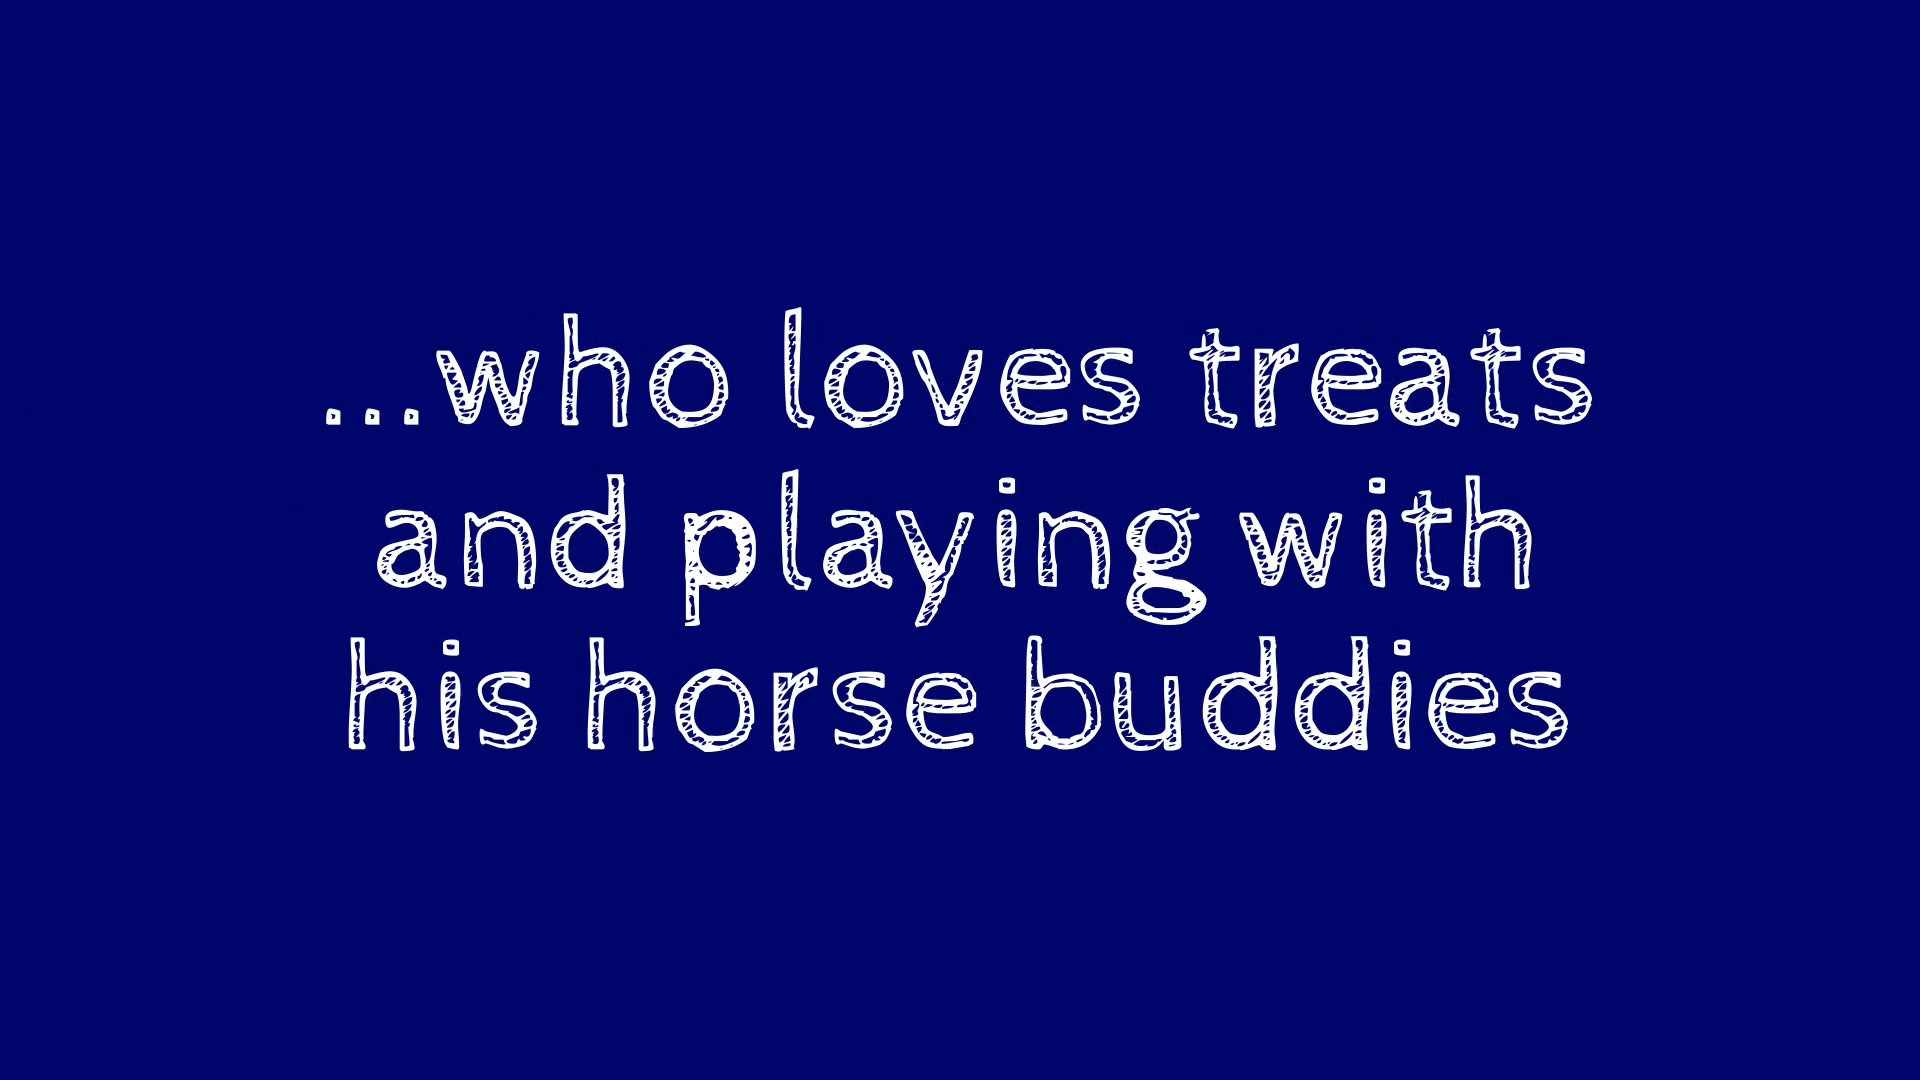 ...who loves treats
and playing with
his horse buddies